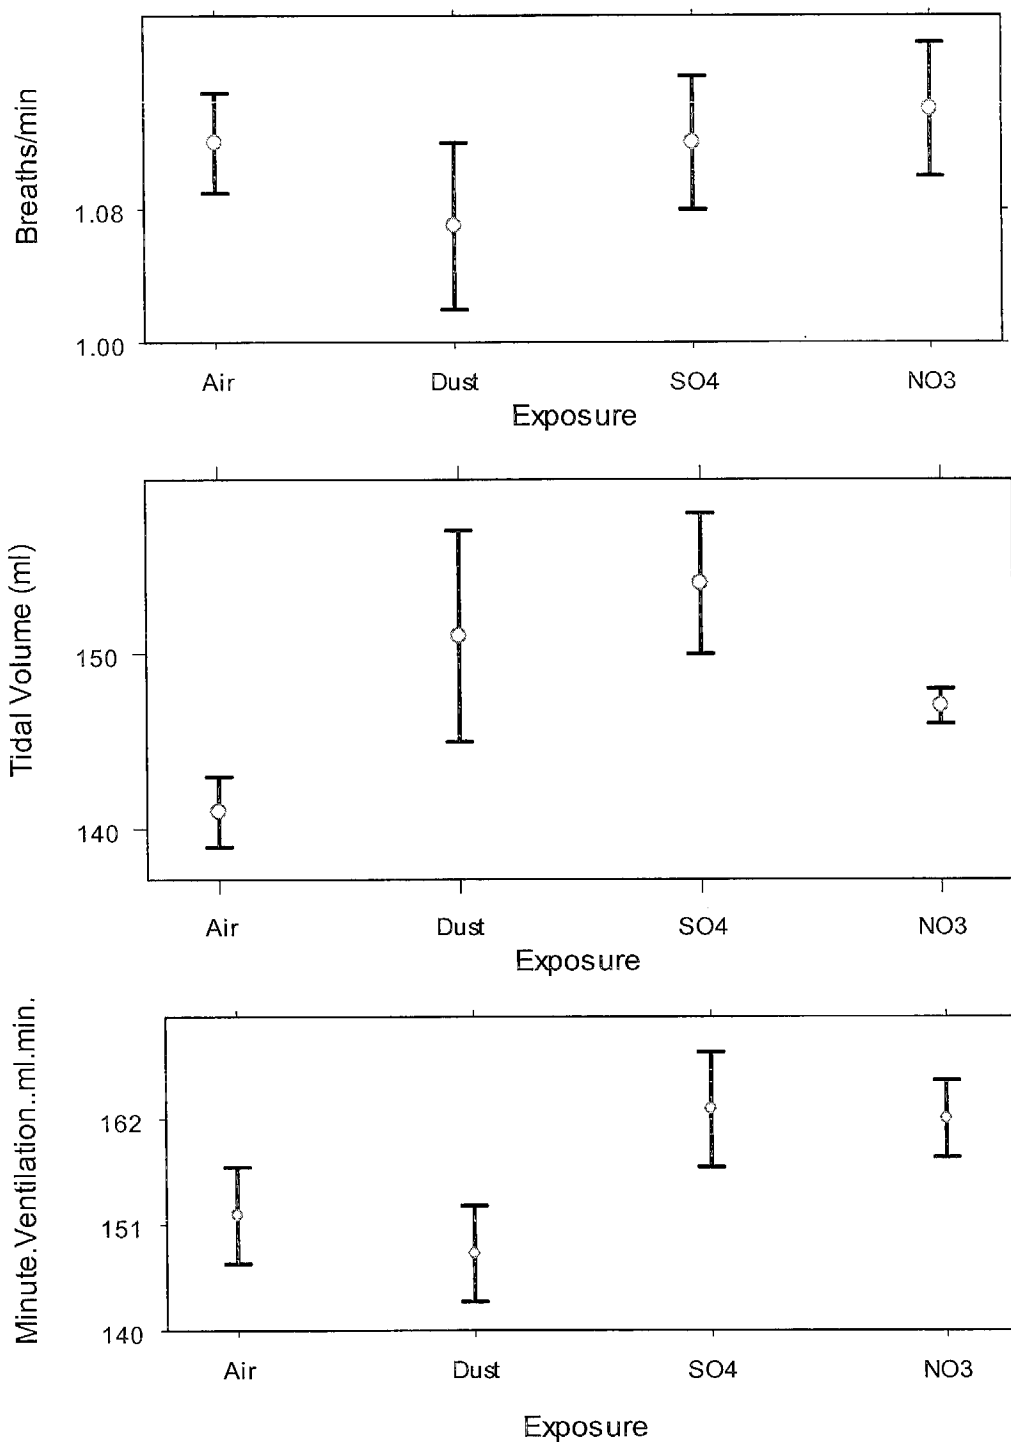 Breaths/min
1.08
1.00
Air Dust SO4 NO3
Exposure
Tidal Volume (ml)
150
140
Air Dust SO4 NO3
Exposure
Minute.Ventilation..ml.min.
162
151
140
Air Dust SO4 NO3
Exposure